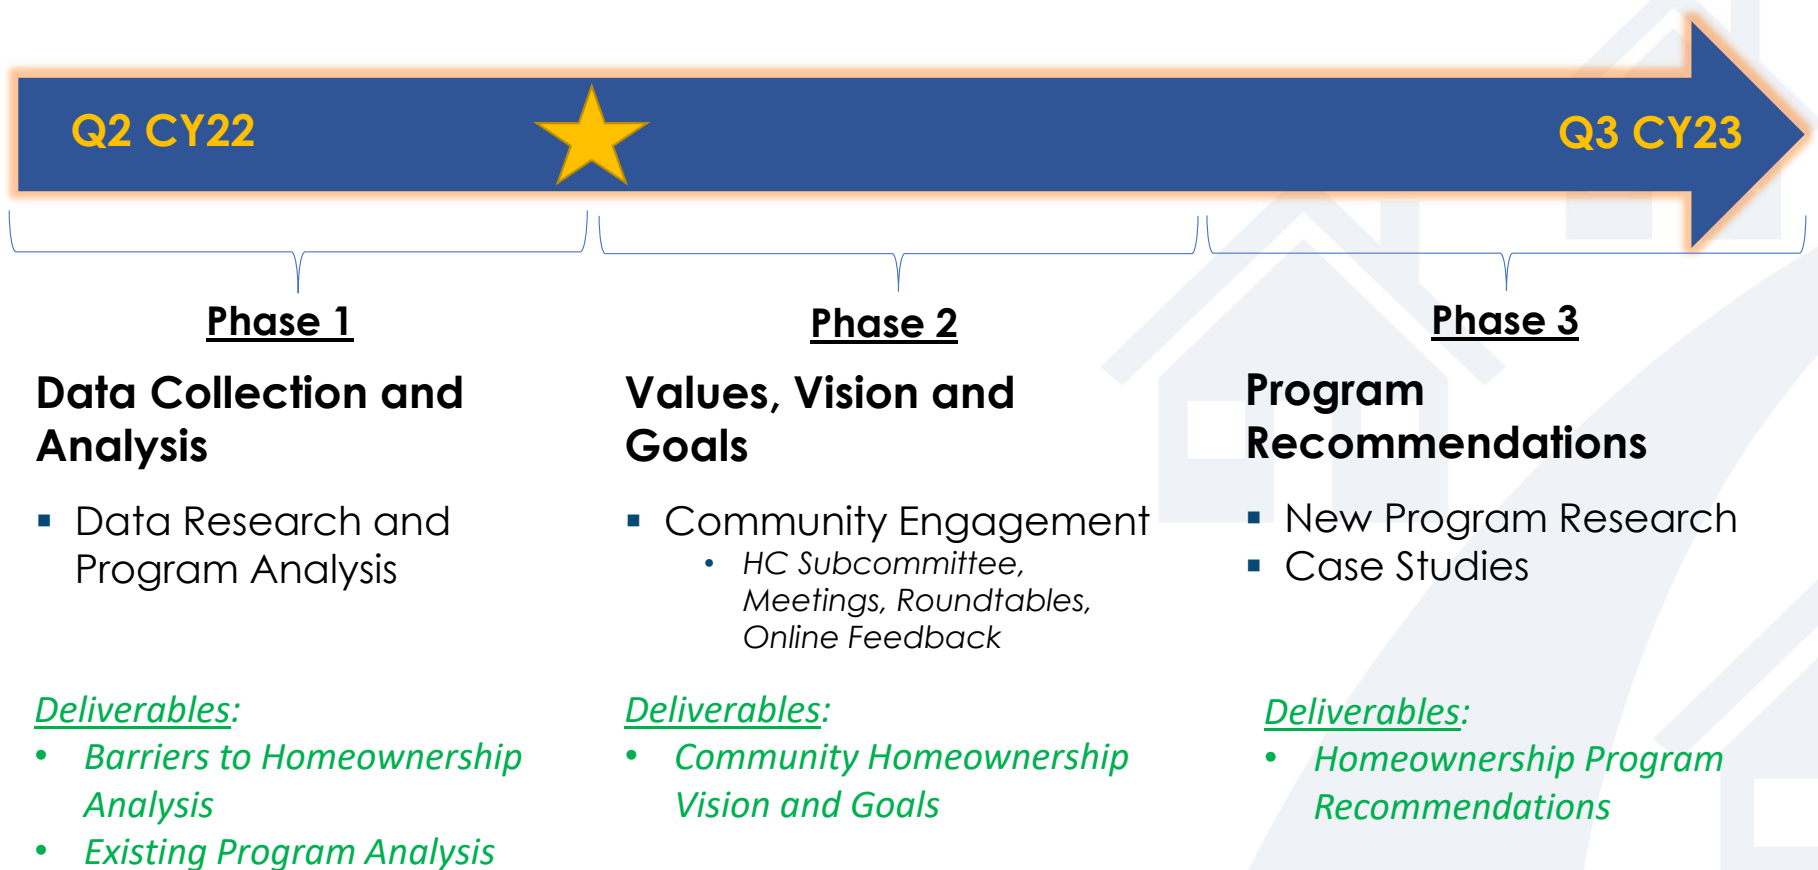 Q2 CY22
Q3 CY23
Phase 1
Data Collection and
Analysis
▪ Data Research and
Program Analysis
Deliverables:
• Barriers to Homeownership
Analysis
• Existing Program Analysis
Phase 2
Values, Vision and
Goals
▪ Community Engagement
• HC Subcommittee,
Meetings, Roundtables,
Online Feedback
Deliverables:
• Community Homeownership
Vision and Goals
Phase 3
Program
Recommendations
▪ New Program Research
▪ Case Studies
Deliverables:
• Homeownership Program
Recommendations